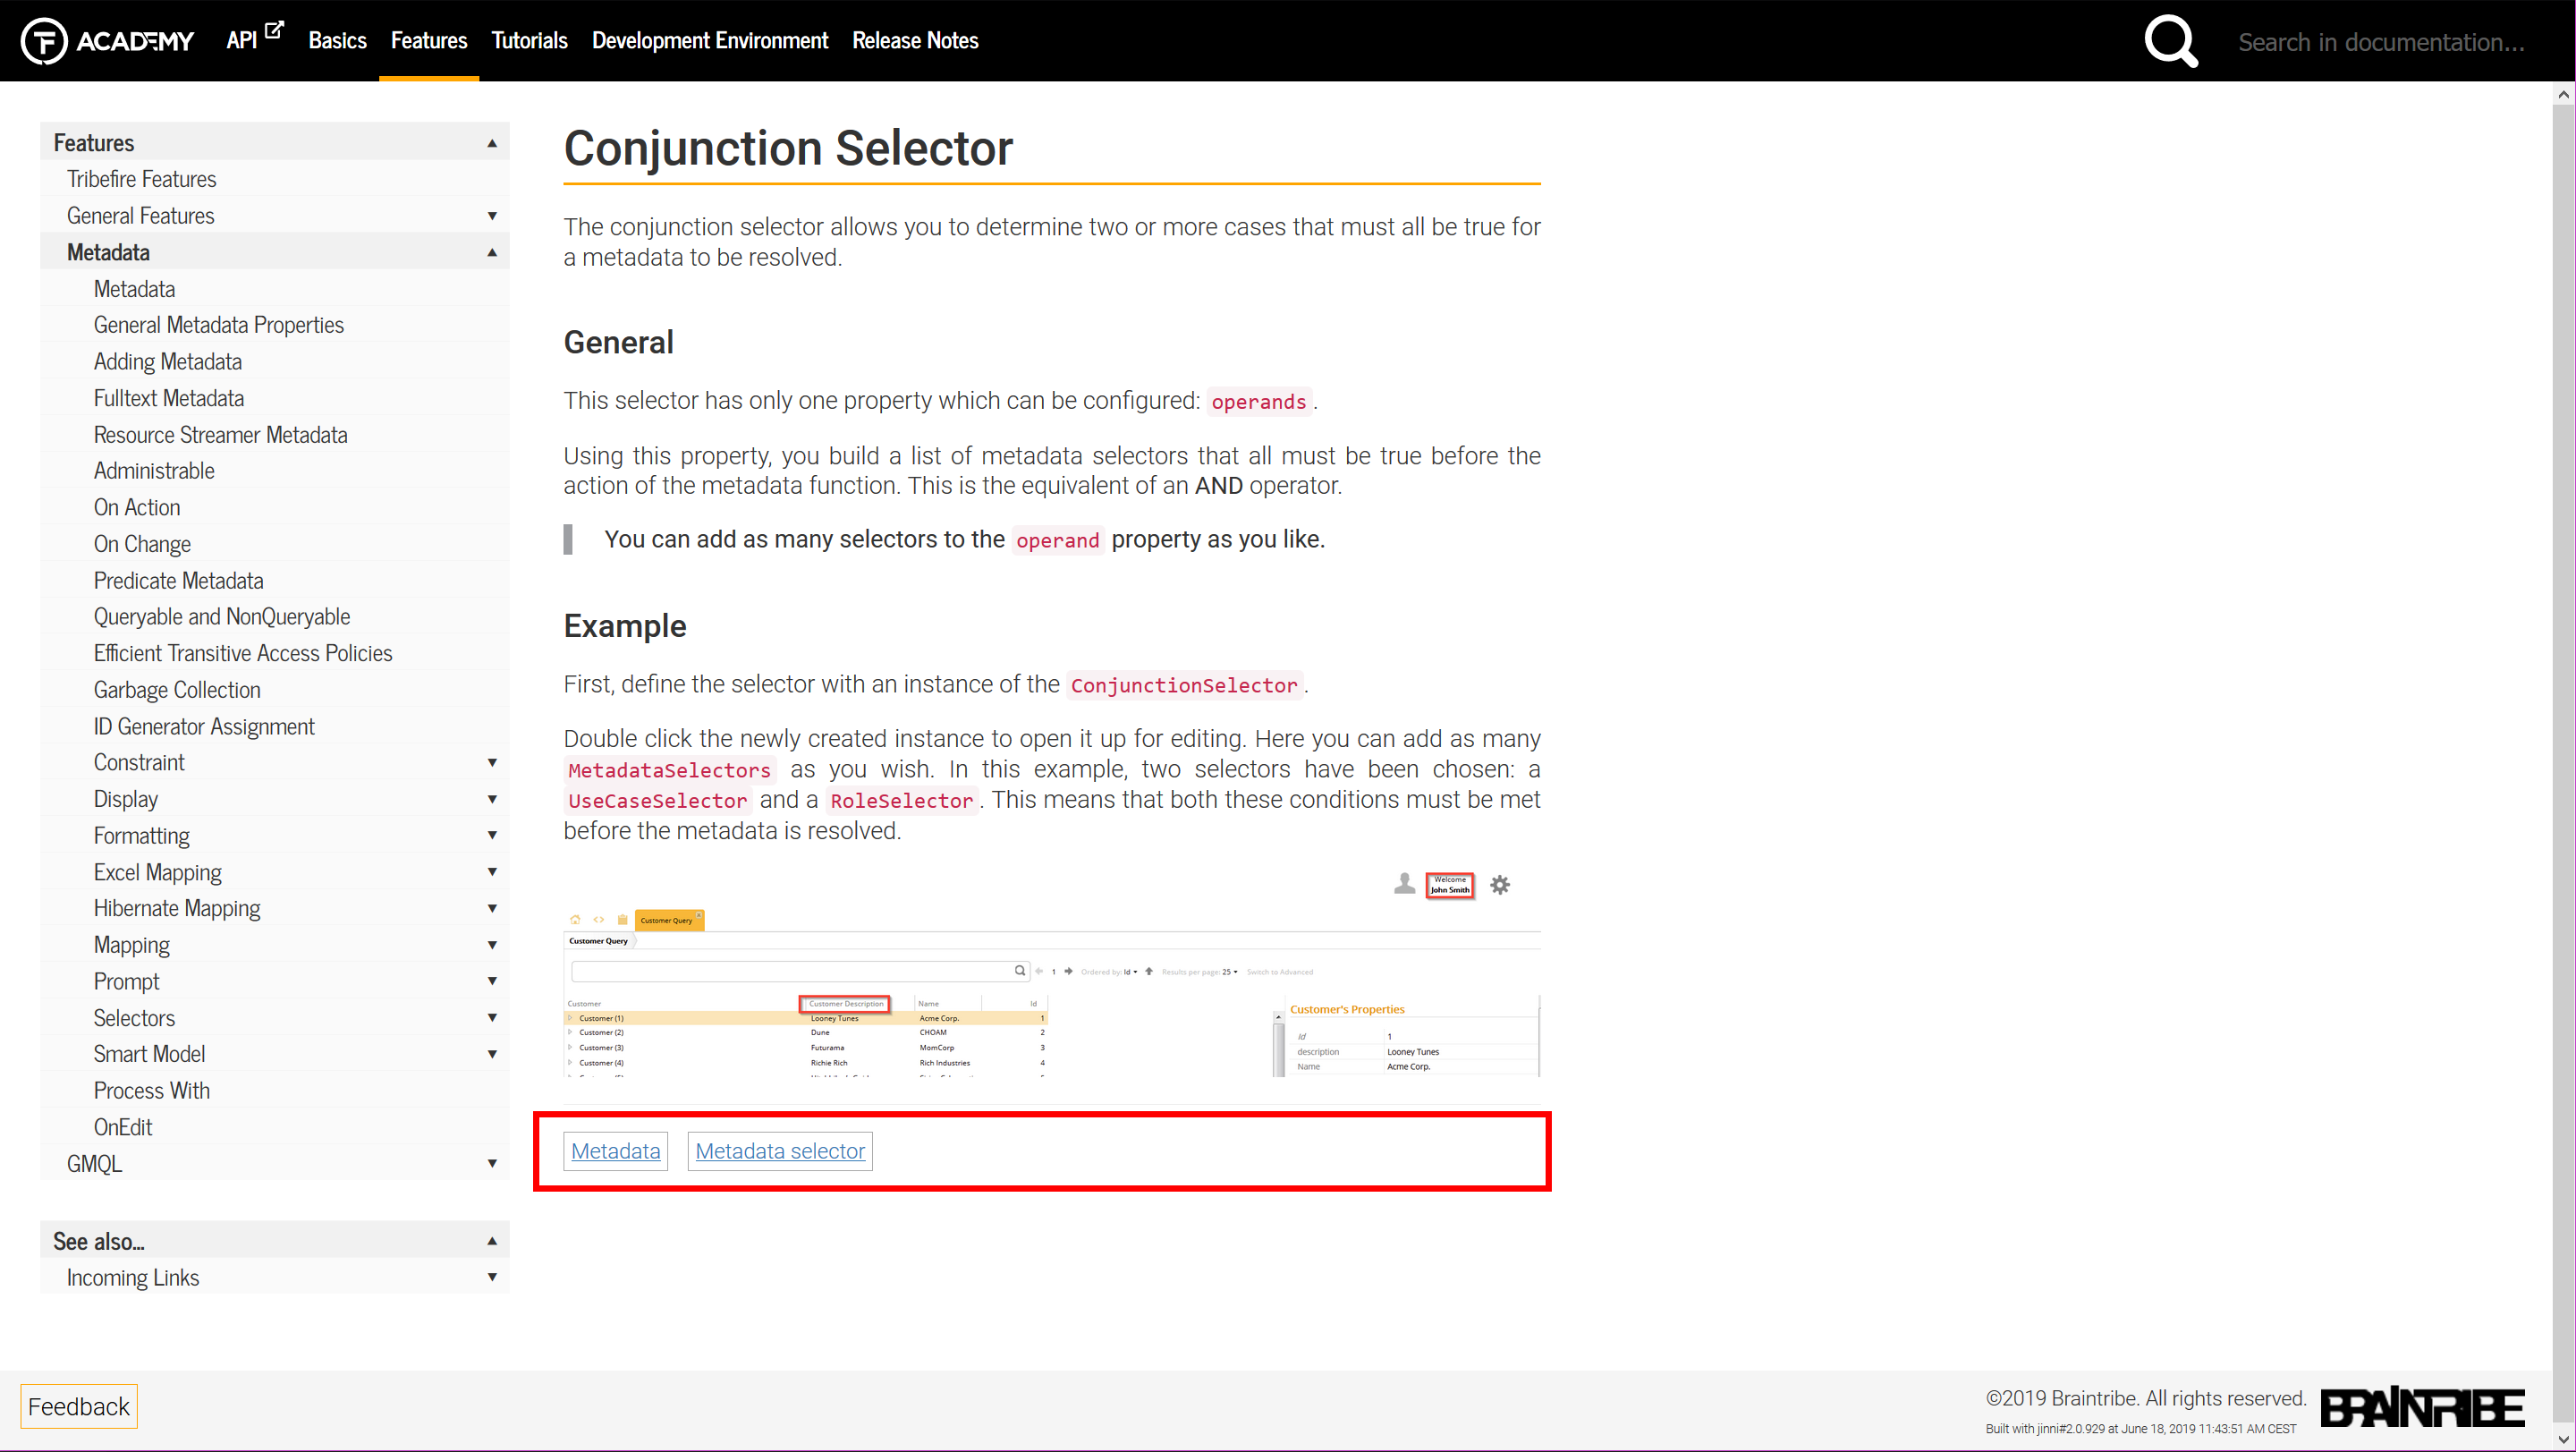 ACADEMY API Basics Features Tutorials Development Environment Release Notes Search in documentation...
Features
Tribefire Features
General Features
Metadata
Metadata
General Metadata Properties
Adding Metadata
Fulltext Metadata
Resource Streamer Metadata
Administrable
On Action
On Change
Predicate Metadata
Queryable and NonQueryable
Efficient Transitive Access Policies
Garbage Collection
ID Generator Assignment
Constraint
Display
Formatting
Excel Mapping
Hibernate Mapping
Mapping
Prompt
Selectors
Smart Model
Process With
OnEdit
GMQL
See also...
Incoming Links
Conjunction Selector
The conjunction selector allows you to determine two or more cases that must all be true for
a metadata to be resolved.
General
This selector has only one property which can be configured: operands.
Using this property, you build a list of metadata selectors that all must be true before the
action of the metadata function. This is the equivalent of an AND operator.
You can add as many selectors to the operand property as you like.
Example
First, define the selector with an instance of the ConjunctionSelector.
Double click the newly created instance to open it up for editing. Here you can add as many
MetadataSelectors as you wish. In this example, two selectors have been chosen: a
UseCaseSelector and a RoleSelector. This means that both these conditions must be met
before the metadata is resolved.
Welcome
John Smith
Customer Query
Customer Query
1 Ordered by: Id Results per page: 25 Switch to Advanced
Customer Customer Description Name Id
Customer (1) Looney Tunes Acme Corp. 1
Customer (2) Dune CHOAM 2
Customer (3) Futurama MomCorp 3
Customer (4) Richie Rich Rich Industries 4
Customer's Properties
Id 1
description Looney Tunes
Name Acme Corp.
Metadata Metadata selector
Feedback
©2019 Braintribe. All rights reserved.
Built with jinni#2.0.929 at June 18, 2019 11:43:51 AM CEST
BRAINTRIBE